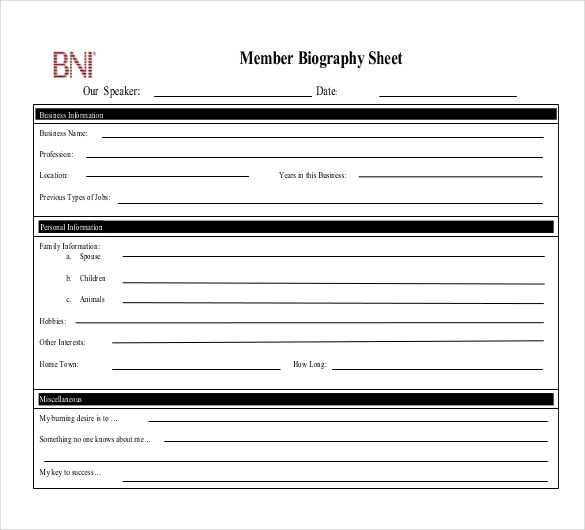 BNI
Member Biography Sheet
Our Speaker: Date:
Business Information
Business Name:
Profession:
Location: Years in this Business:
Previous Types of Jobs:
Personal Information
Family Information:
a. Spouse
b. Children
c. Animals
Hobbies:
Other Interests:
Home Town: How Long:
Miscellaneous
My burning desire is to …
Something no one knows about me…
My key to success…